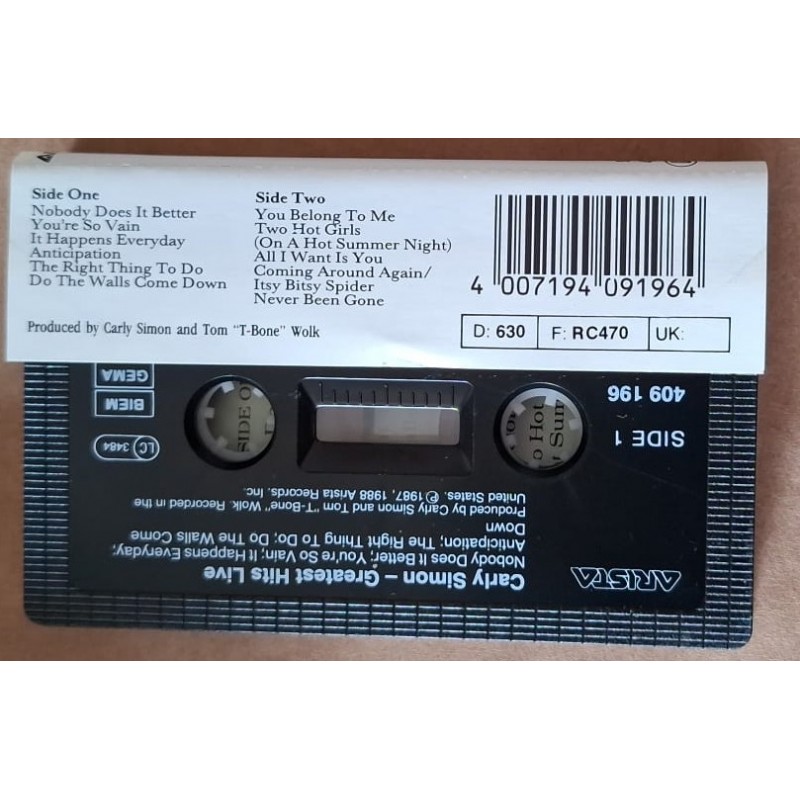 Side One
Nobody Does It Better
You're So Vain
It Happens Everyday
Anticipation
The Right Thing To Do
Do The Walls Come Down
Side Two
You Belong To Me
Two Hot Girls
(On A Hot Summer Night)
All I Want Is You
Coming Around Again/
Itsy Bitsy Spider
Never Been Gone
Produced by Carly Simon and Tom "T-Bone" Wolk
4 007194 091964
D: 630
F: RC470
UK:
ARISTA
Carly Simon – Greatest Hits Live
Nobody Does It Better; You're So Vain; It Happens Everyday;
Anticipation; The Right Thing To Do; Do The Walls Come
Down
Produced by Carly Simon and Tom "T-Bone" Wolk. Recorded in the
United States. ℗ 1987, 1988 Arista Records, Inc.
SIDE 1
409 196
LC 3484
BIEM
GEMA
SIDE O
o Hot
Sum